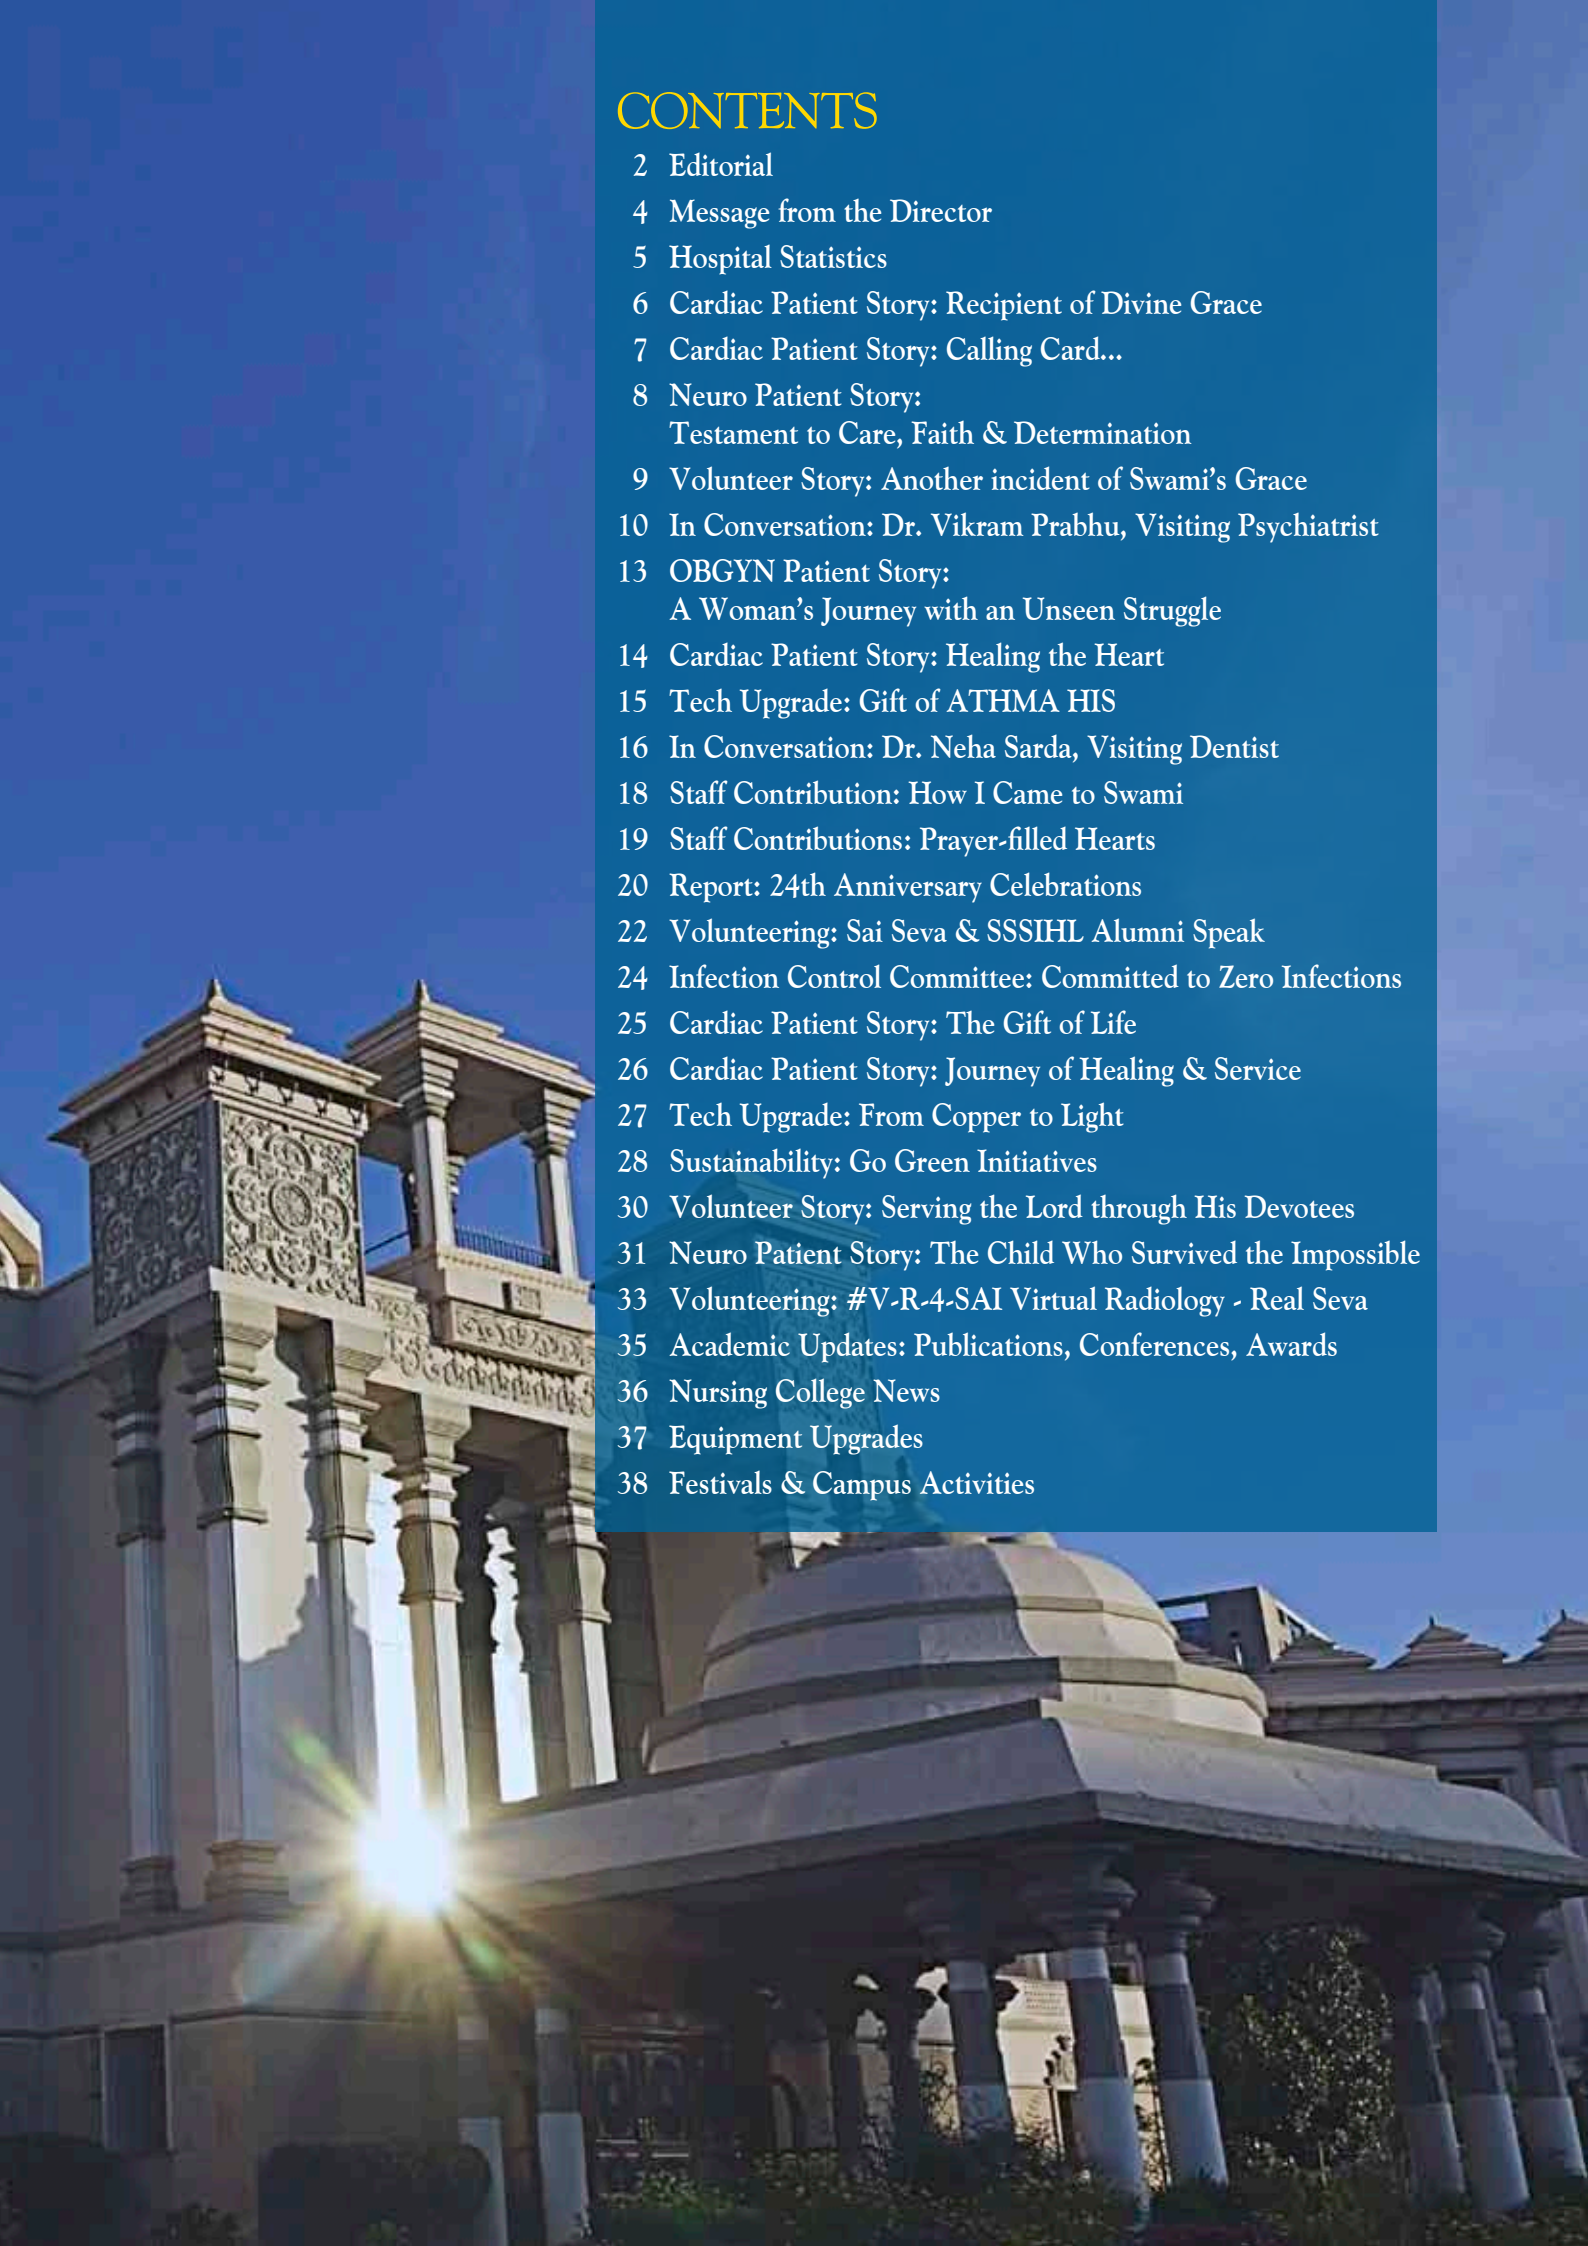 CONTENTS
2 Editorial
4 Message from the Director
5 Hospital Statistics
6 Cardiac Patient Story: Recipient of Divine Grace
7 Cardiac Patient Story: Calling Card...
8 Neuro Patient Story:
Testament to Care, Faith & Determination
9 Volunteer Story: Another incident of Swami's Grace
10 In Conversation: Dr. Vikram Prabhu, Visiting Psychiatrist
13 OBGYN Patient Story:
A Woman's Journey with an Unseen Struggle
14 Cardiac Patient Story: Healing the Heart
15 Tech Upgrade: Gift of ATHMA HIS
16 In Conversation: Dr. Neha Sarda, Visiting Dentist
18 Staff Contribution: How I Came to Swami
19 Staff Contributions: Prayer-filled Hearts
20 Report: 24th Anniversary Celebrations
22 Volunteering: Sai Seva & SSSIHL Alumni Speak
24 Infection Control Committee: Committed to Zero Infections
25 Cardiac Patient Story: The Gift of Life
26 Cardiac Patient Story: Journey of Healing & Service
27 Tech Upgrade: From Copper to Light
28 Sustainability: Go Green Initiatives
30 Volunteer Story: Serving the Lord through His Devotees
31 Neuro Patient Story: The Child Who Survived the Impossible
33 Volunteering: #V-R-4-SAI Virtual Radiology - Real Seva
35 Academic Updates: Publications, Conferences, Awards
36 Nursing College News
37 Equipment Upgrades
38 Festivals & Campus Activities